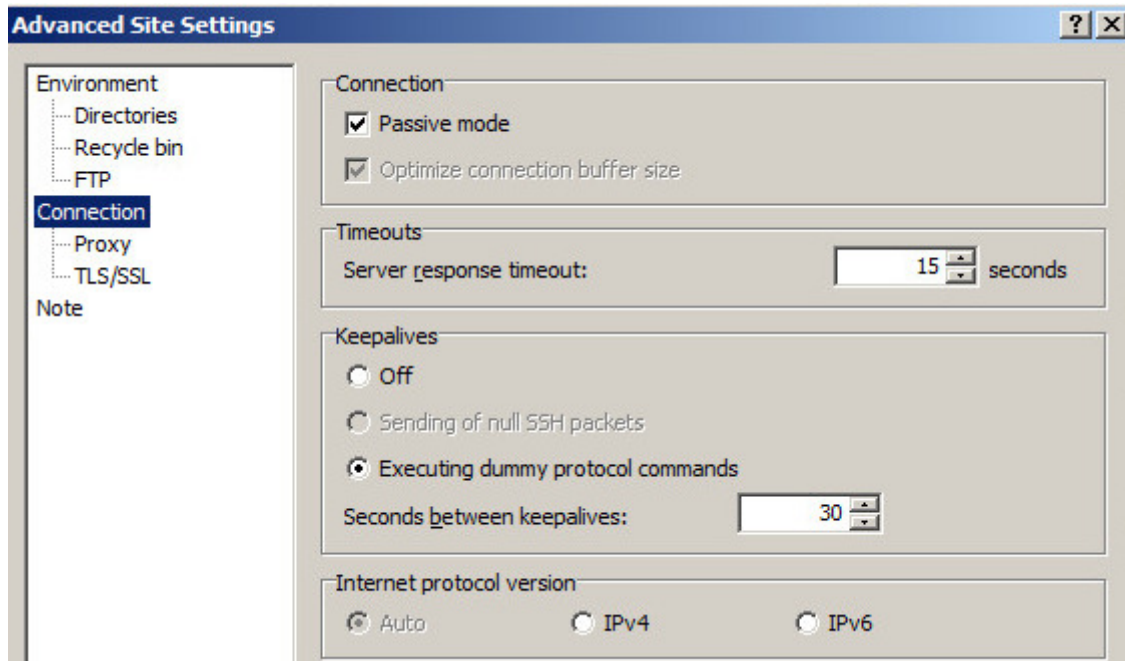 Advanced Site Settings
Environment
Directories
Recycle bin
FTP
Connection
Proxy
TLS/SSL
Note
Connection
Passive mode
Optimize connection buffer size
Timeouts
Server response timeout: 15 seconds
Keepalives
Off
Sending of null SSH packets
Executing dummy protocol commands
Seconds between keepalives: 30
Internet protocol version
Auto IPv4 IPv6